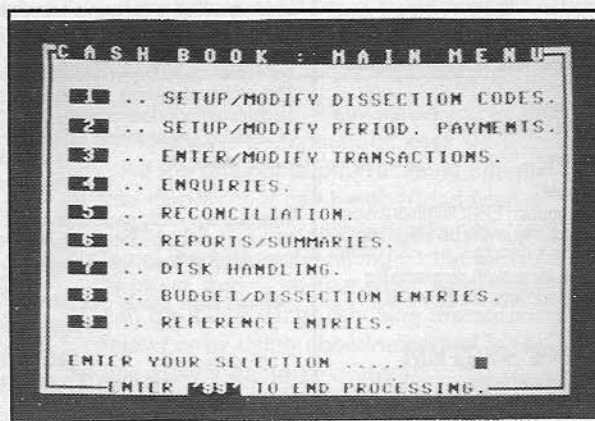 CASH BOOK : MAIN MENU
1 .. SETUP/MODIFY DISSECTION CODES.
2 .. SETUP/MODIFY PERIOD. PAYMENTS.
3 .. ENTER/MODIFY TRANSACTIONS.
4 .. ENQUIRIES.
5 .. RECONCILIATION.
6 .. REPORTS/SUMMARIES.
7 .. DISK HANDLING.
8 .. BUDGET/DISSECTION ENTRIES.
9 .. REFERENCE ENTRIES.
ENTER YOUR SELECTION .....
ENTER "99" TO END PROCESSING.